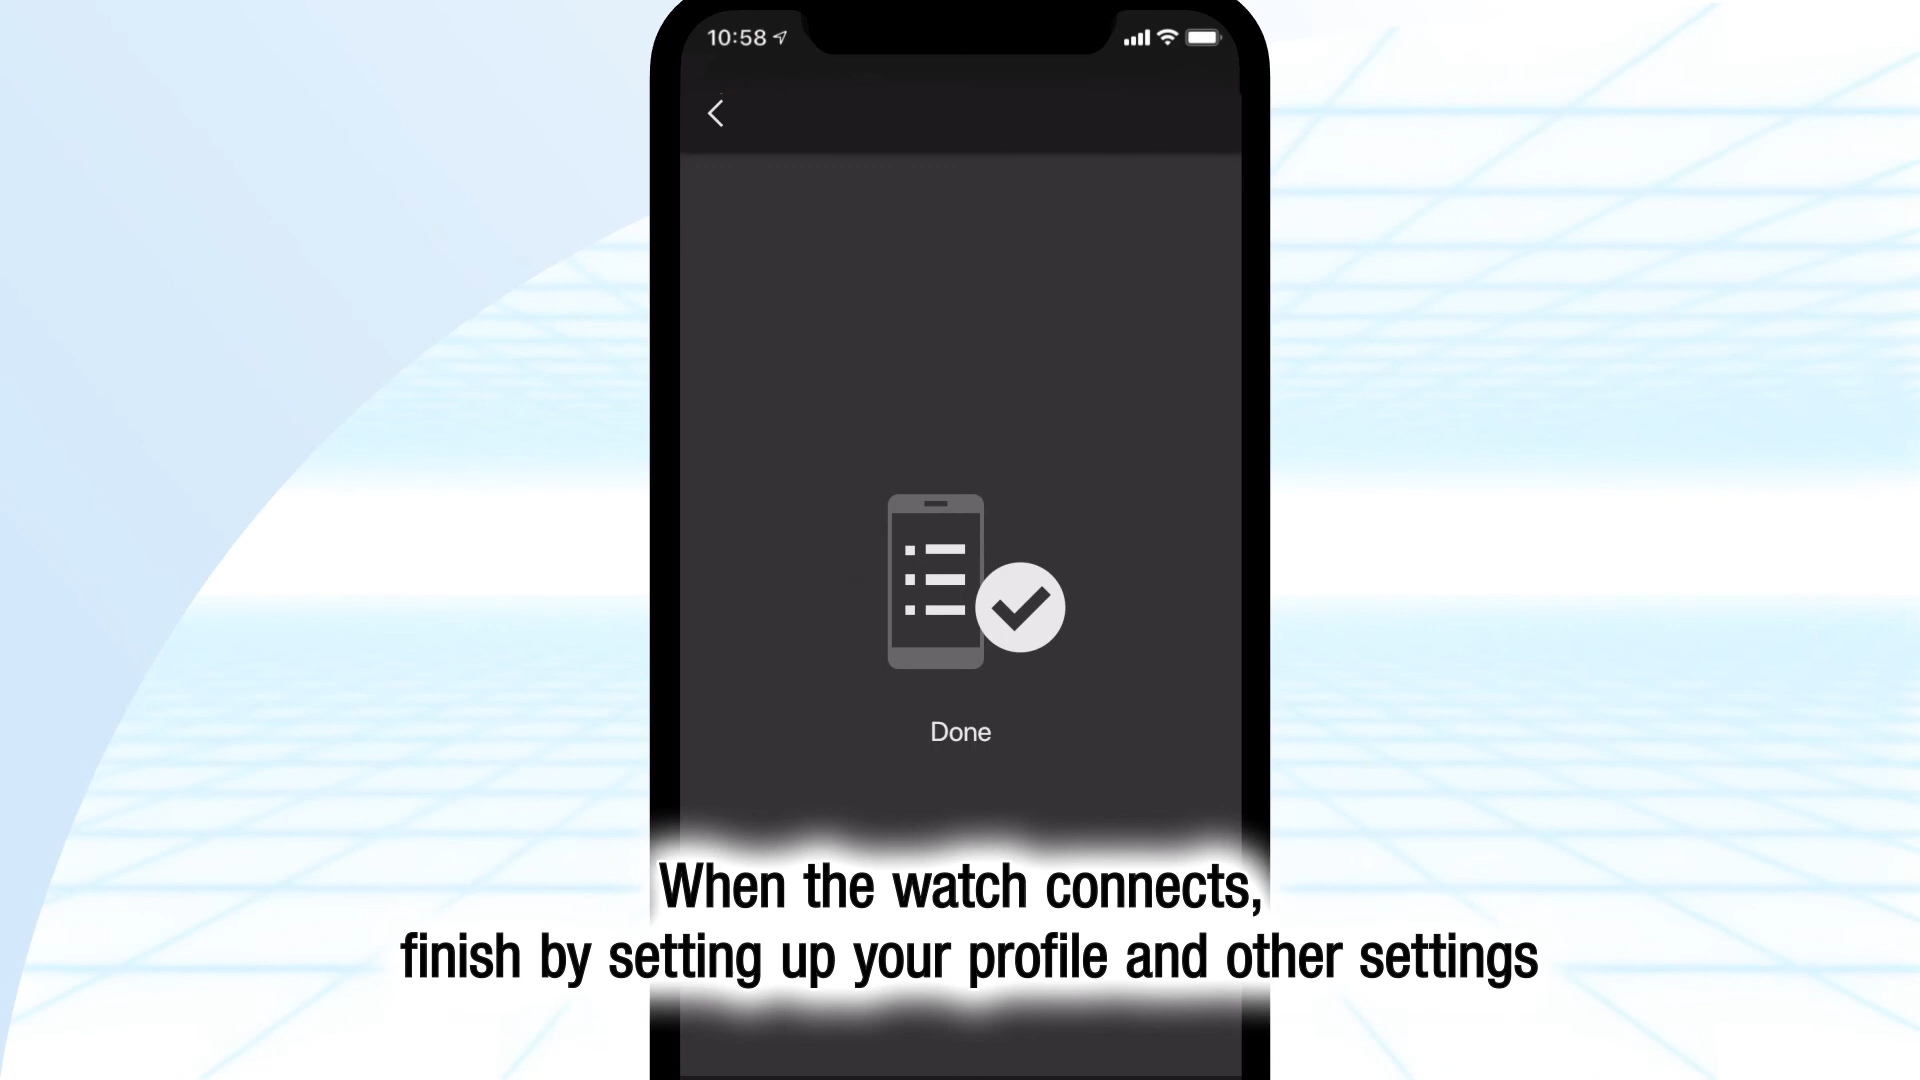 10:58
Done
When the watch connects,
finish by setting up your profile and other settings